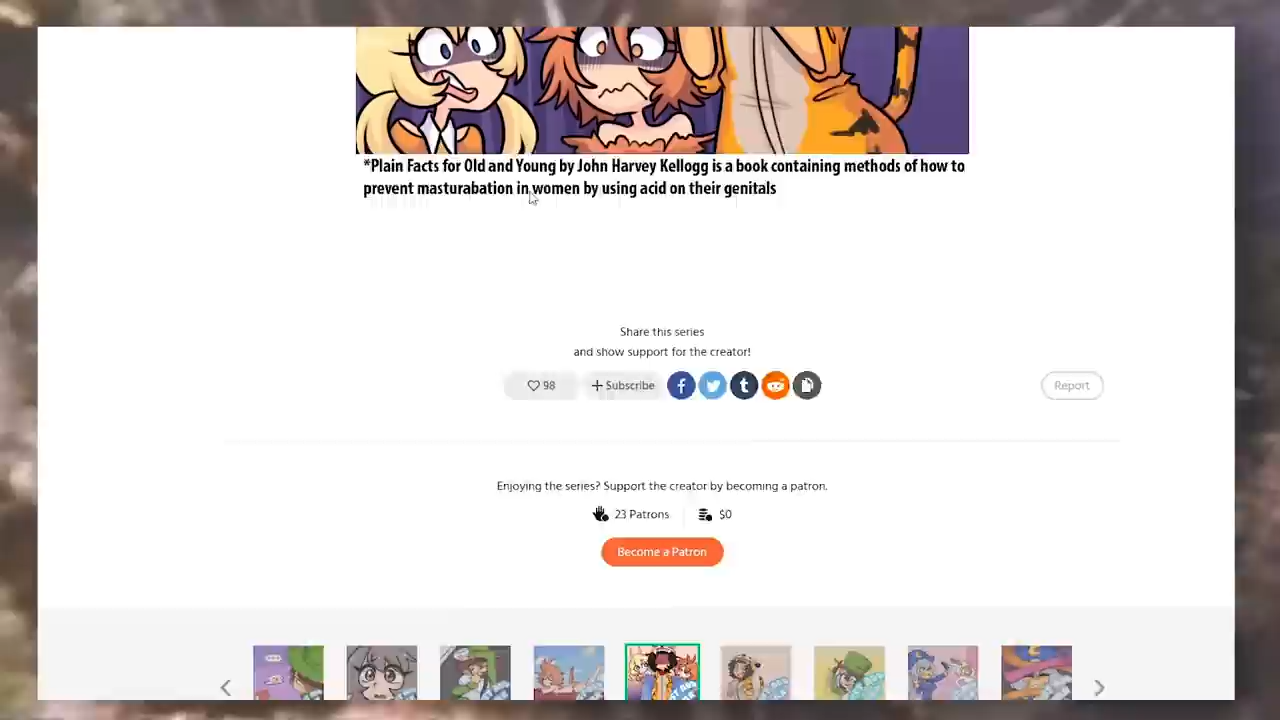 *Plain Facts for Old and Young by John Harvey Kellogg is a book containing methods of how to
prevent masturabation in women by using acid on their genitals
Share this series
and show support for the creator!
98
+ Subscribe
f
t
Report
Enjoying the series? Support the creator by becoming a patron.
23 Patrons
$0
Become a Patron